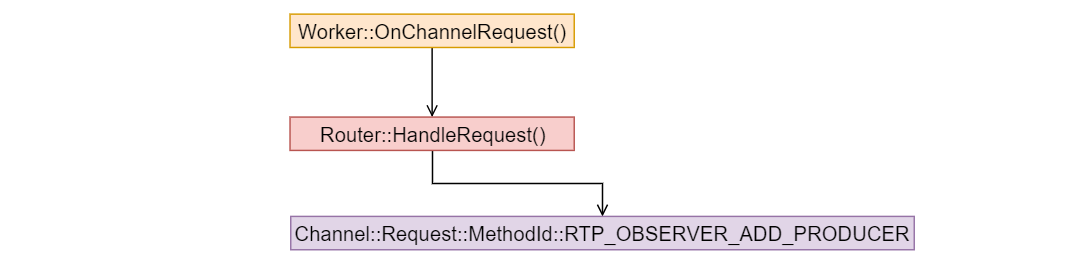 Worker::OnChannelRequest()
Router::HandleRequest()
Channel::Request::MethodId::RTP_OBSERVER_ADD_PRODUCER